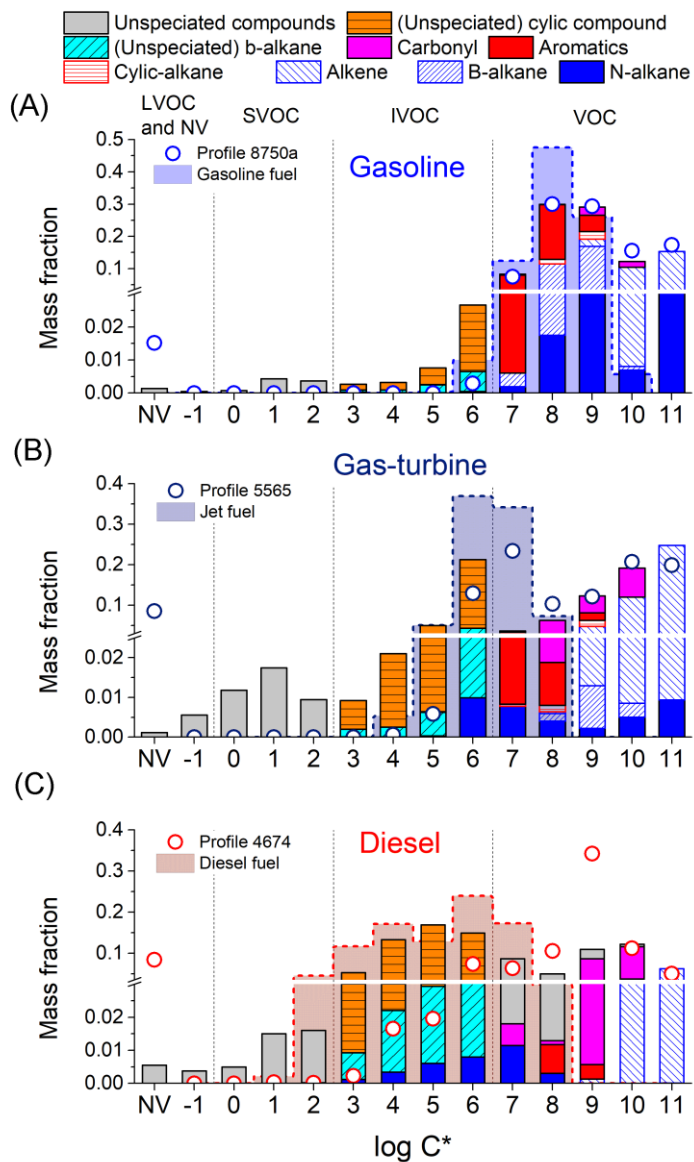 Unspeciated compounds (Unspeciated) cylic compound
(Unspeciated) b-alkane Carbonyl Aromatics
Cylic-alkane Alkene B-alkane N-alkane
(A)
LVOC
and NV SVOC IVOC VOC
0.5
0.4
0.3
0.2
0.1
0.02
0.01
0.00
Mass fraction
Profile 8750a
Gasoline fuel
Gasoline
NV -1 0 1 2 3 4 5 6 7 8 9 10 11
(B)
Gas-turbine
0.4
0.3
0.2
0.1
0.02
0.01
0.00
Mass fraction
Profile 5565
Jet fuel
NV -1 0 1 2 3 4 5 6 7 8 9 10 11
(C)
0.4
0.3
0.2
0.1
0.02
0.01
0.00
Mass fraction
Profile 4674
Diesel fuel
Diesel
NV -1 0 1 2 3 4 5 6 7 8 9 10 11
log C*